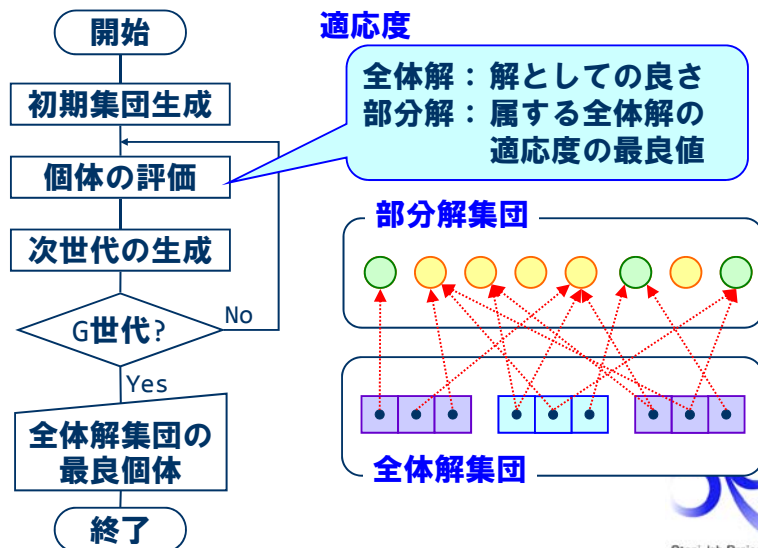 開始
初期集団生成
個体の評価
次世代の生成
G世代?
No
Yes
全体解集団の
最良個体
終了
適応度
全体解： 解としての良さ
部分解： 属する全体解の
適応度の最良値
部分解集団
全体解集団